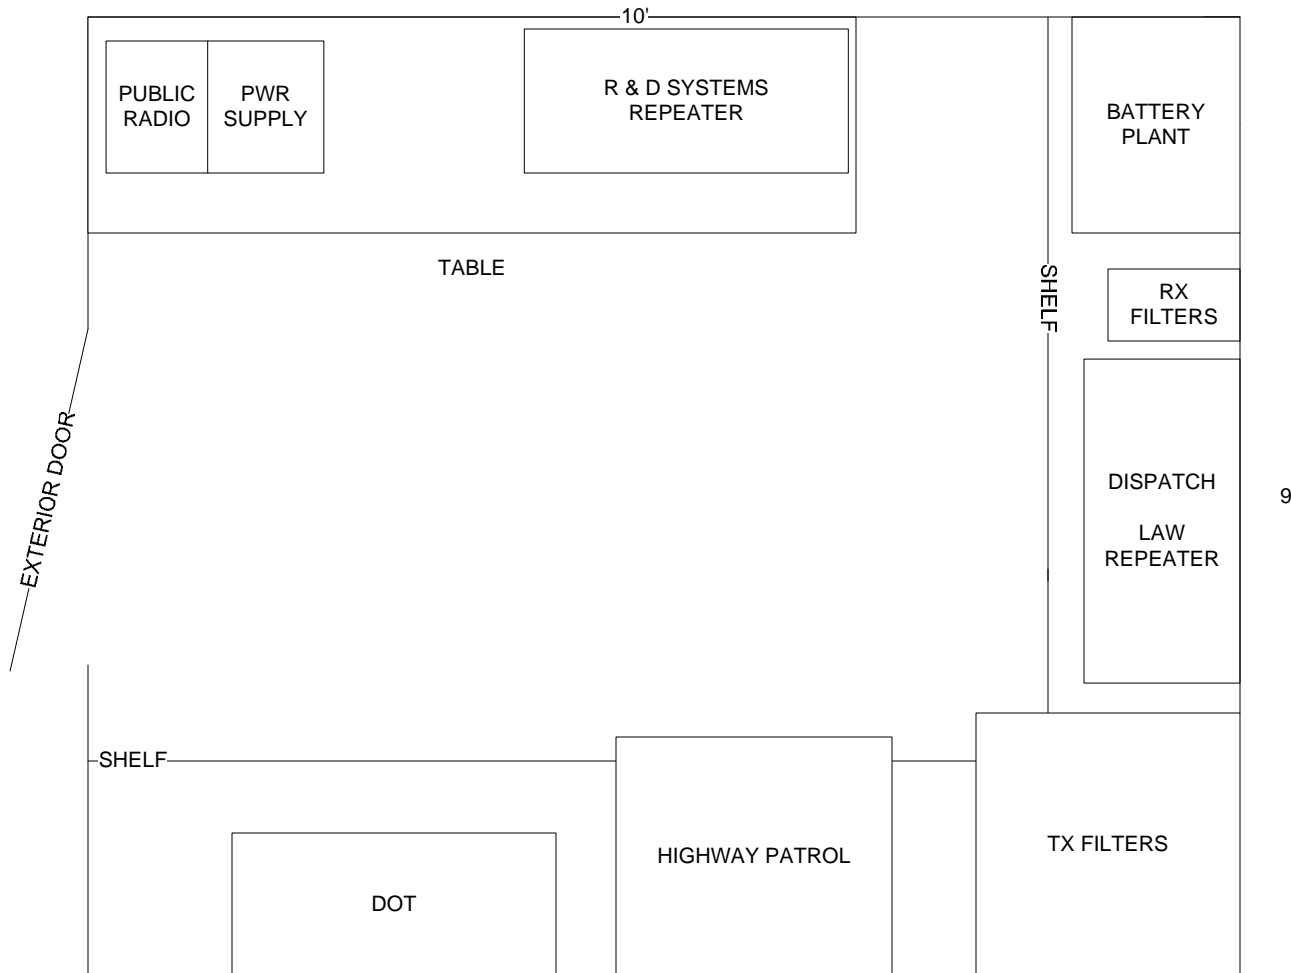 10'
PUBLIC
RADIO
PWR
SUPPLY
R & D SYSTEMS
REPEATER
BATTERY
PLANT
TABLE
SHELF
RX
FILTERS
EXTERIOR DOOR
DISPATCH
LAW
REPEATER
9
SHELF
HIGHWAY PATROL
TX FILTERS
DOT